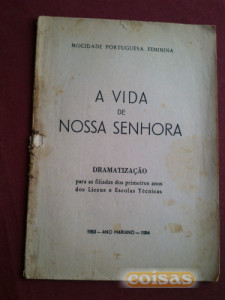 MOCIDADE PORTUGUESA FEMININA
A VIDA
DE
NOSSA SENHORA
DRAMATIZAÇÃO
para as filiadas dos primeiros anos
dos Liceus e Escolas Técnicas
1953 — ANO MARIANO — 1954
coisas